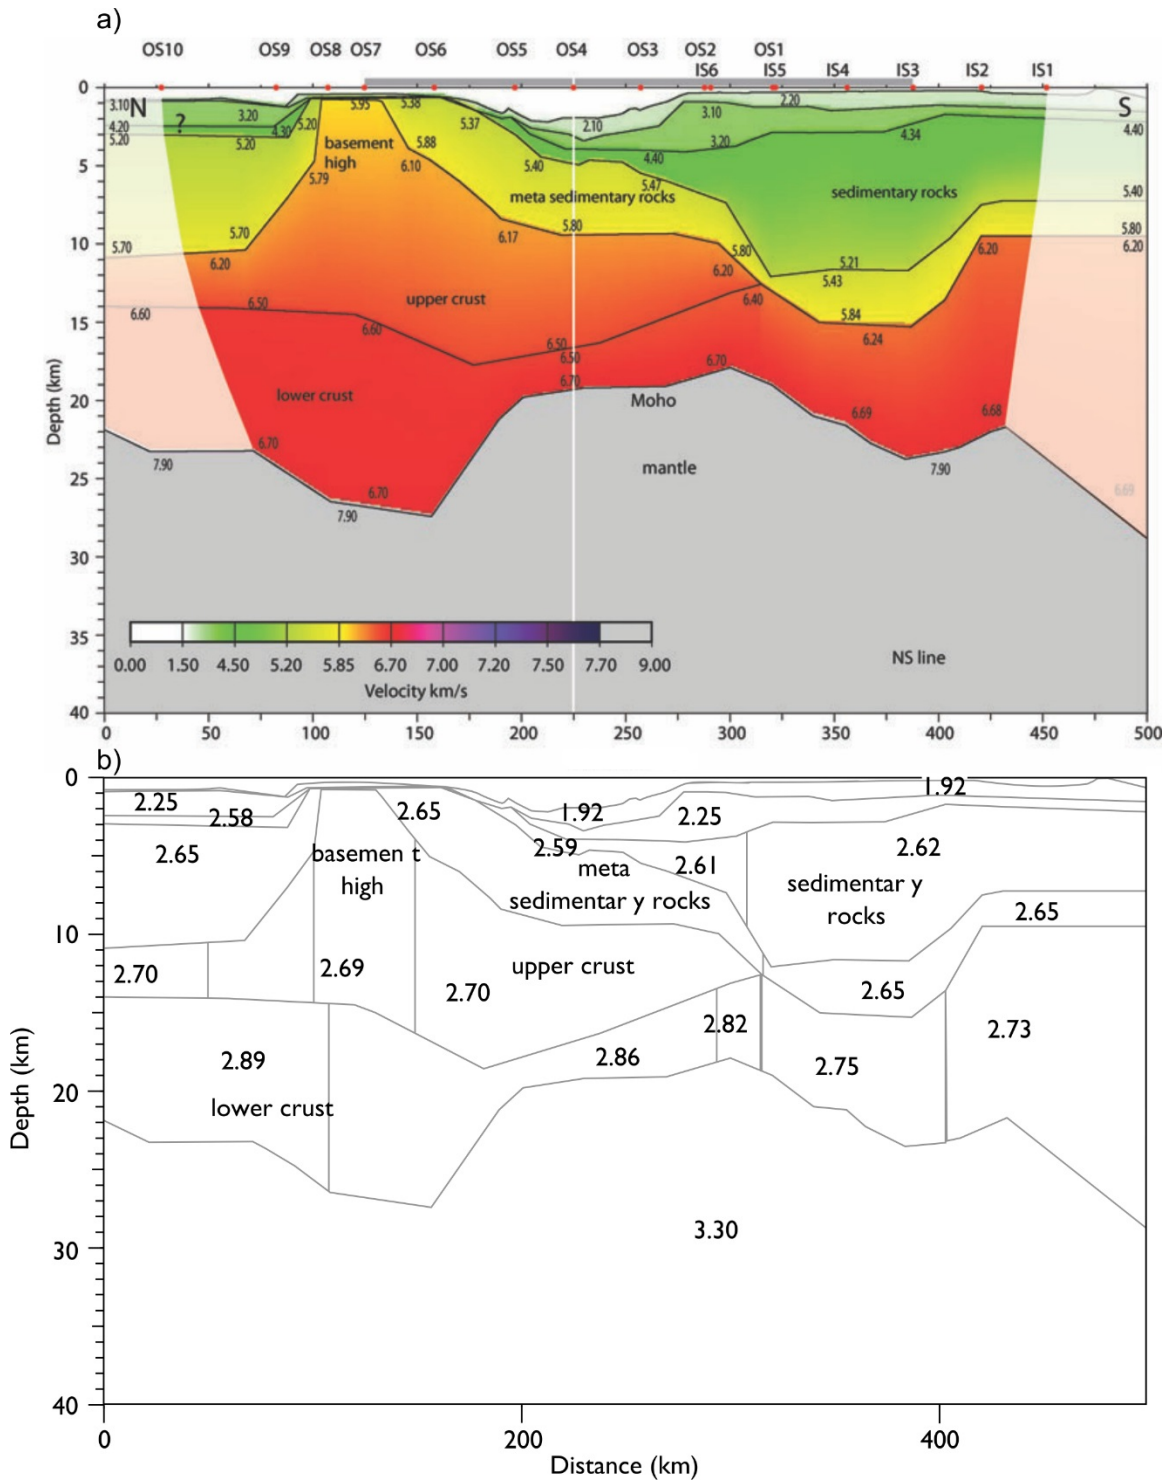 a)
OS10 OS9 OS8 OS7 OS6 OS5 OS4 OS3 OS2 OS1
IS6 IS5 IS4 IS3 IS2 IS1
0
N
S
3.10
3.20
4.20
4.30
5.20
5.20
?
5.20
5.95
5.38
5.37
2.10
3.10
2.20
3.20
4.34
4.40
basement
high
5.88
6.10
5.79
5
5.40
4.40
5.47
meta sedimentary rocks
sedimentary rocks
5.40
5.70
5.70
6.20
6.17
5.80
5.80
6.20
5.21
5.43
6.20
5.80
6.20
10
6.60
6.50
6.60
upper crust
6.50
6.50
6.40
5.84
6.24
15
lower crust
6.70
6.70
Moho
6.69
6.68
20
Depth (km)
6.70
7.90
6.70
7.90
mantle
7.90
6.69
25
30
35
0.00 1.50 4.50 5.20 5.85 6.70 7.00 7.20 7.50 7.70 9.00
Velocity km/s
NS line
40
0 50 100 150 200 250 300 350 400 450 500
b)
0
2.25
2.58
2.65
2.65
1.92
2.25
1.92
2.59
2.61
2.62
basemen t
high
meta
sedimentar y rocks
sedimentar y
rocks
2.65
10
2.70
2.69
2.70
upper crust
2.65
2.82
2.73
2.89
2.86
2.75
lower crust
20
Depth (km)
3.30
30
40
0 200 400
Distance (km)